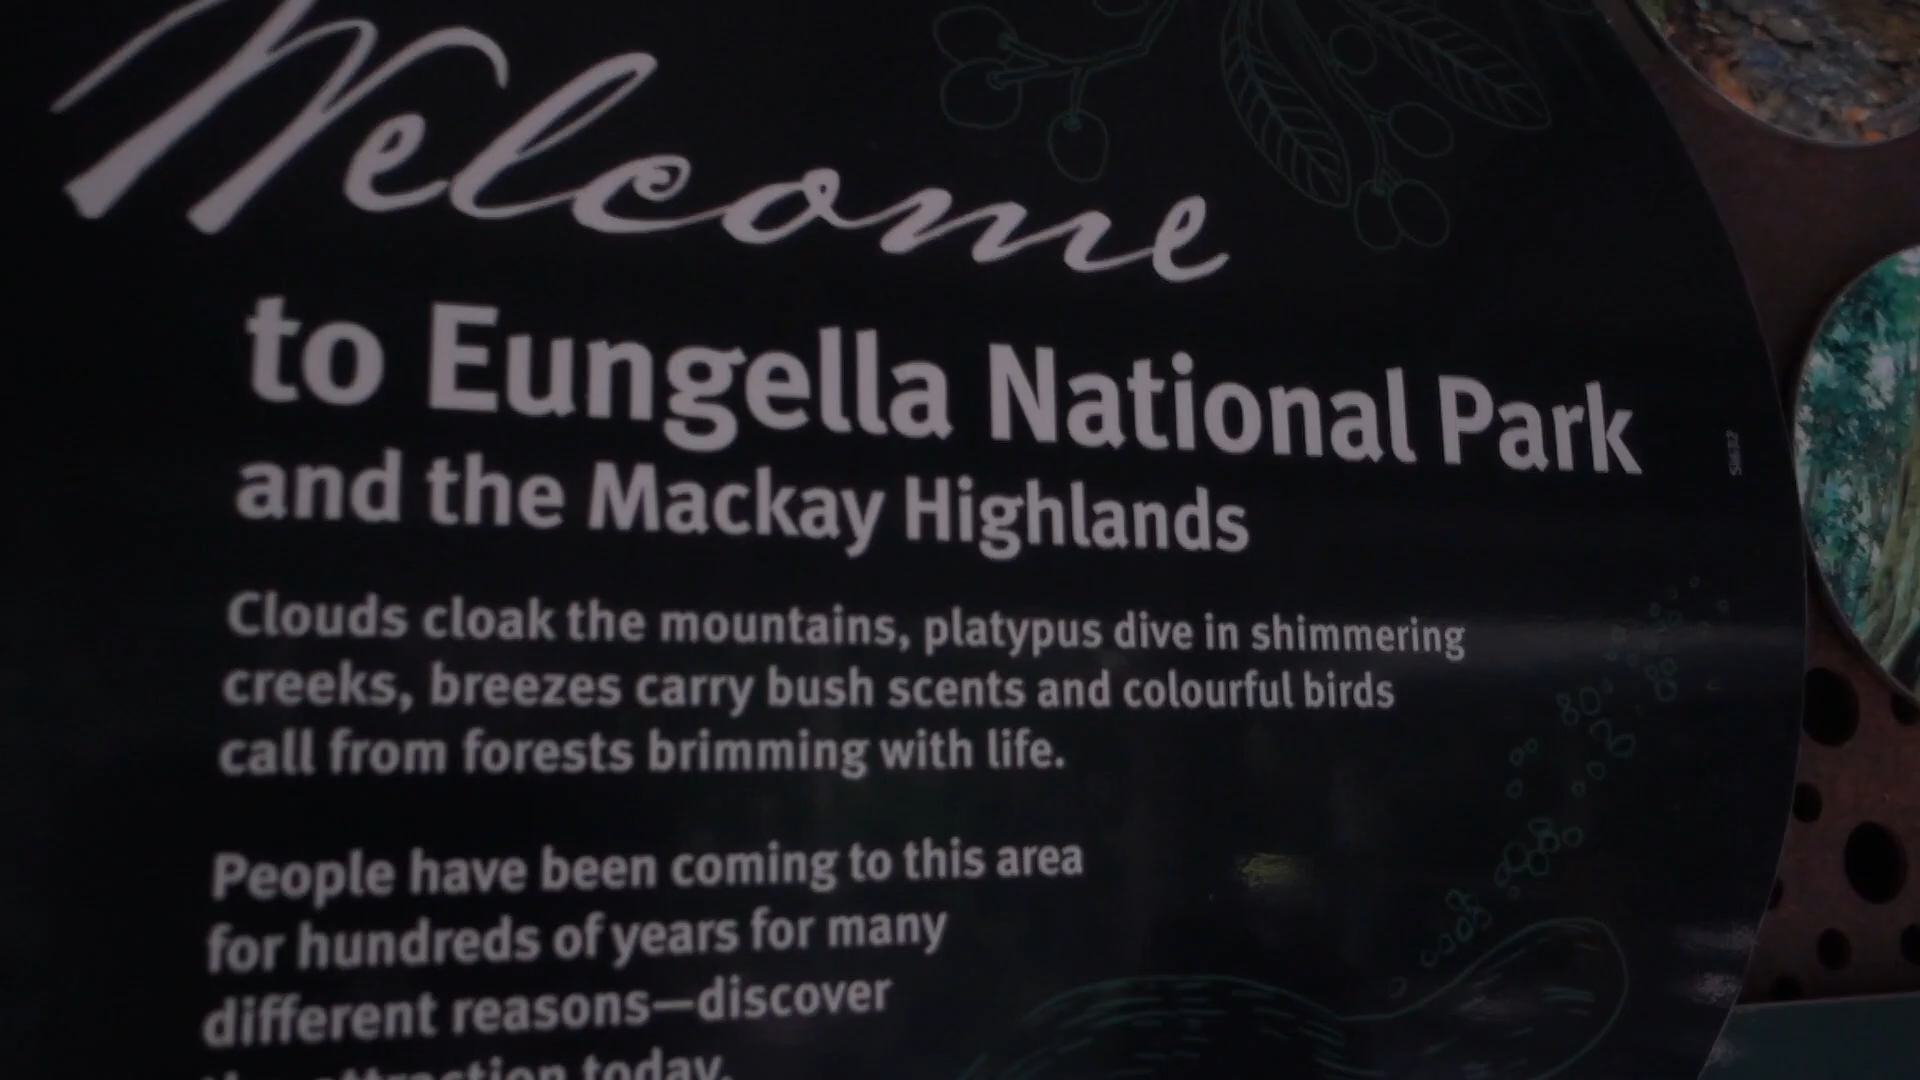 Welcome
to Eungella National Park
and the Mackay Highlands
Clouds cloak the mountains, platypus dive in shimmering
creeks, breezes carry bush scents and colourful birds
call from forests brimming with life.
People have been coming to this area
for hundreds of years for many
different reasons—discover
attraction today.